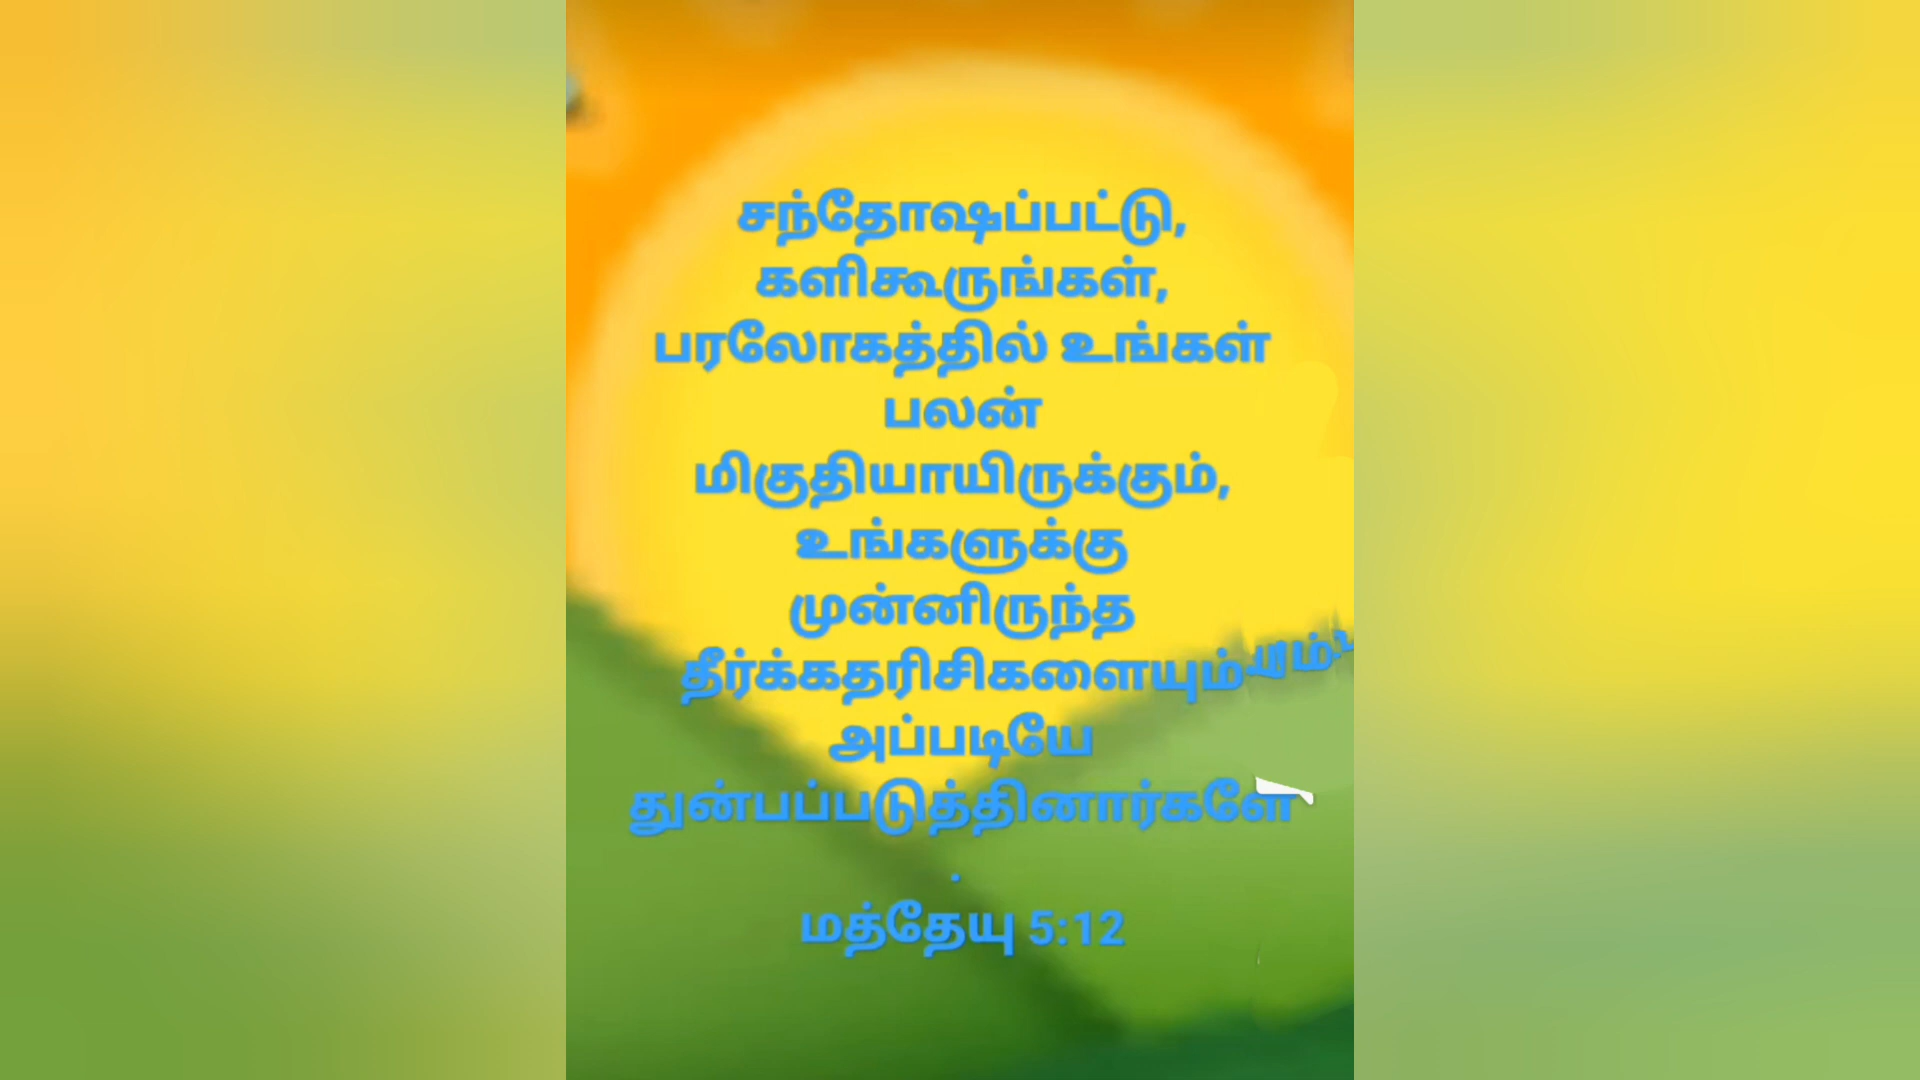 சந்தோஷப்பட்டு,
களிகூருங்கள்,
பரலோகத்தில் உங்கள்
பலன்
மிகுதியாயிருக்கும்,
உங்களுக்கு
முன்னிருந்த
தீர்க்கதரிசிகளையும்
அப்படியே
துன்பப்படுத்தினார்களே
.
மத்தேயு 5:12